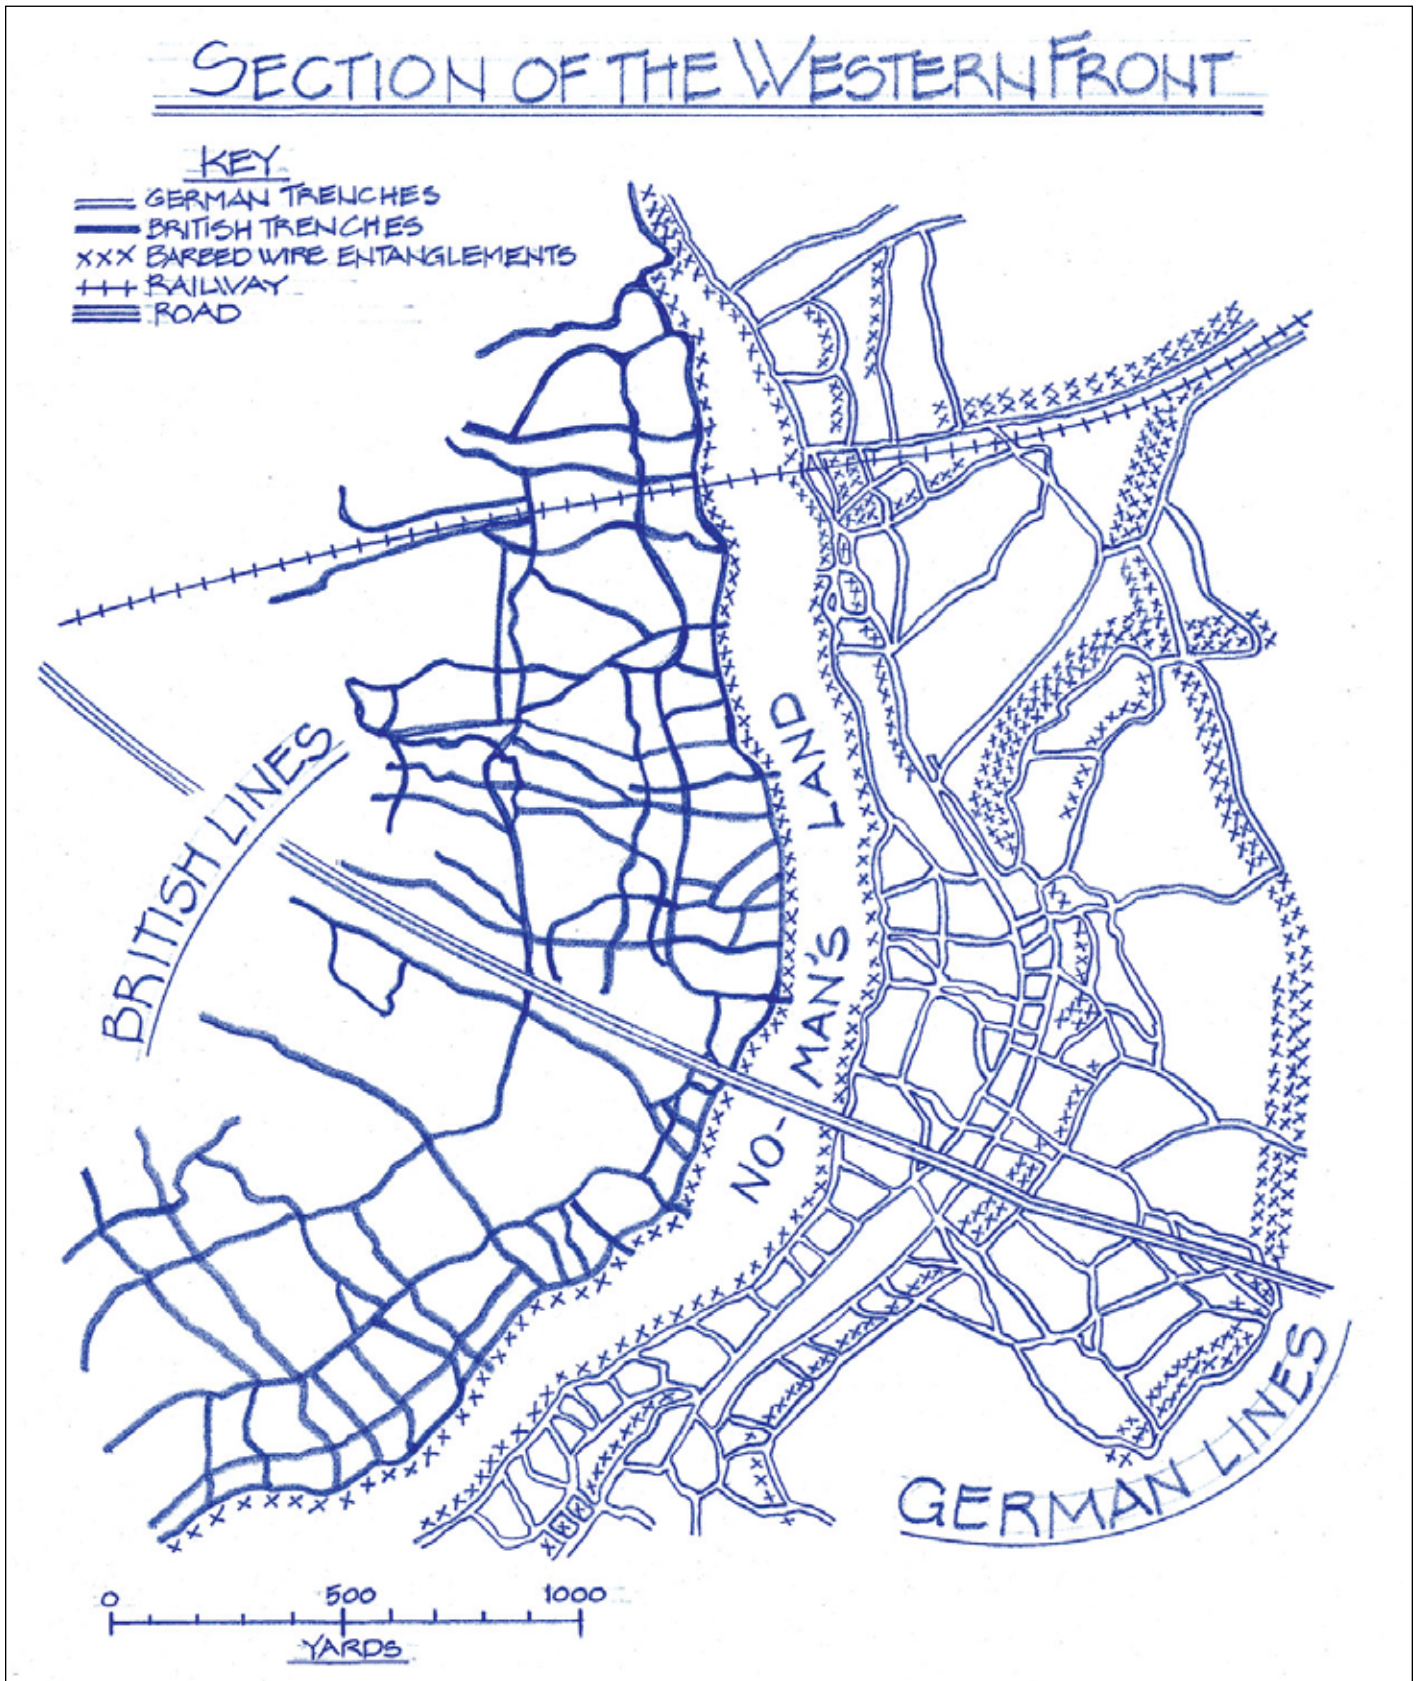 SECTION OF THE WESTERN FRONT
KEY
GERMAN TRENCHES
BRITISH TRENCHES
XXX BARBED WIRE ENTANGLEMENTS
RAILWAY
ROAD
BRITISH LINES
NO-MAN'S LAND
GERMAN LINES
0 500 1000
YARDS